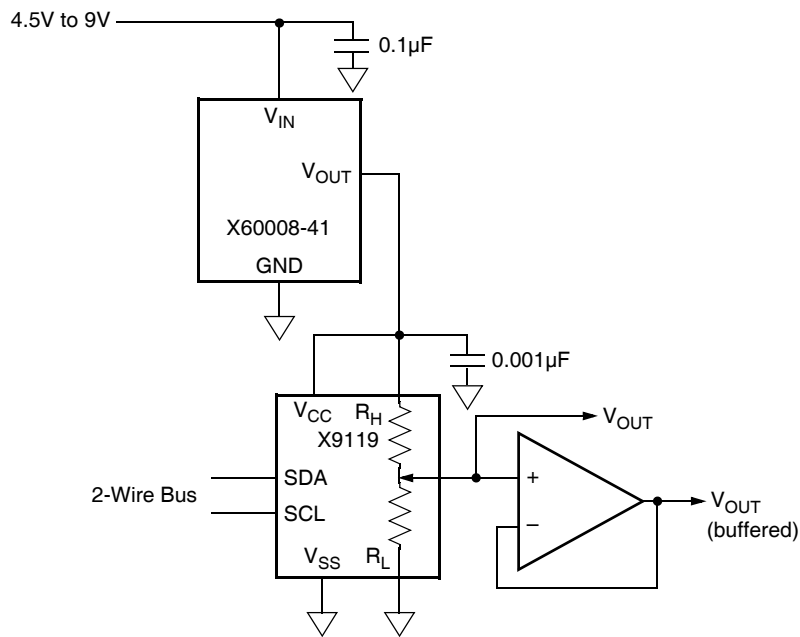 4.5V to 9V
0.1µF
VIN
VOUT
X60008-41
GND
0.001µF
VCC
RH
X9119
VOUT
SDA
2-Wire Bus
SCL
+
−
VOUT
(buffered)
VSS
RL